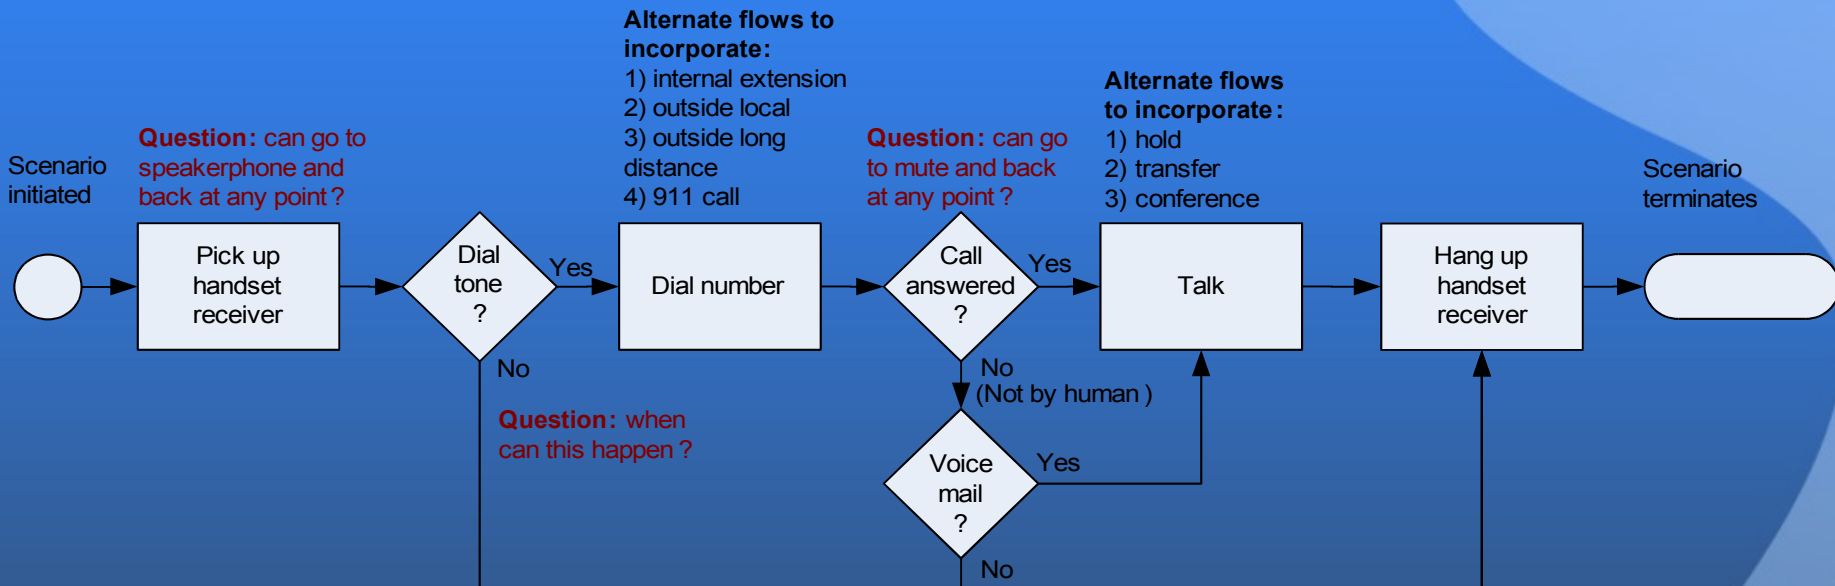 Alternate flows to
incorporate:
1) internal extension
2) outside local
3) outside long
distance
4) 911 call
Alternate flows
to incorporate:
1) hold
2) transfer
3) conference
Question: can go to
speakerphone and
back at any point?
Question: can go
to mute and back
at any point?
Scenario
initiated
Scenario
terminates
Pick up
handset
receiver
Dial
tone
?
Yes
Dial number
Call
answered
?
Yes
Talk
Hang up
handset
receiver
No
No
(Not by human)
Question: when
can this happen?
Voice
mail
?
Yes
No